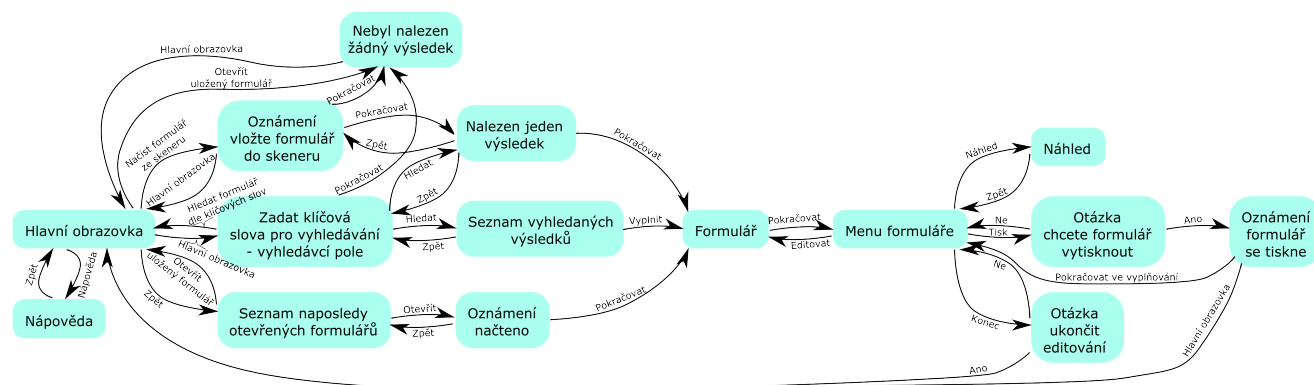 Nebyl nalezen
žádný výsledek
Hlavní obrazovka
Otevřít
uložený formulář
Pokračovat
Oznámení
vložte formulář
do skeneru
Pokračovat
Zpět
Nalezen jeden
výsledek
Pokračovat
Načíst formulář
ze skeneru
Hlavní obrazovka
Hledat formulář
dle klíčových slov
Pokračovat
Hledat
Zpět
Náhled
Zpět
Náhled
Hlavní obrazovka
Zadat klíčová
slova pro vyhledávání
- vyhledávcí pole
Hledat
Zpět
Seznam vyhledaných
výsledků
Vyplnit
Formulář
Pokračovat
Editovat
Menu formuláře
Ne
Tisk
Otázka
chcete formulář
vytisknout
Ano
Oznámení
formulář
se tiskne
Hlavní obrazovka
Otevřít
uložený formulář
Zpět
Zpět
Nápověda
Nápověda
Seznam naposledy
otevřených formulářů
Otevřít
Zpět
Oznámení
načteno
Pokračovat
Ne
Pokračovat ve vyplňování
Konec
Otázka
ukončit
editování
Hlavní obrazovka
Ano